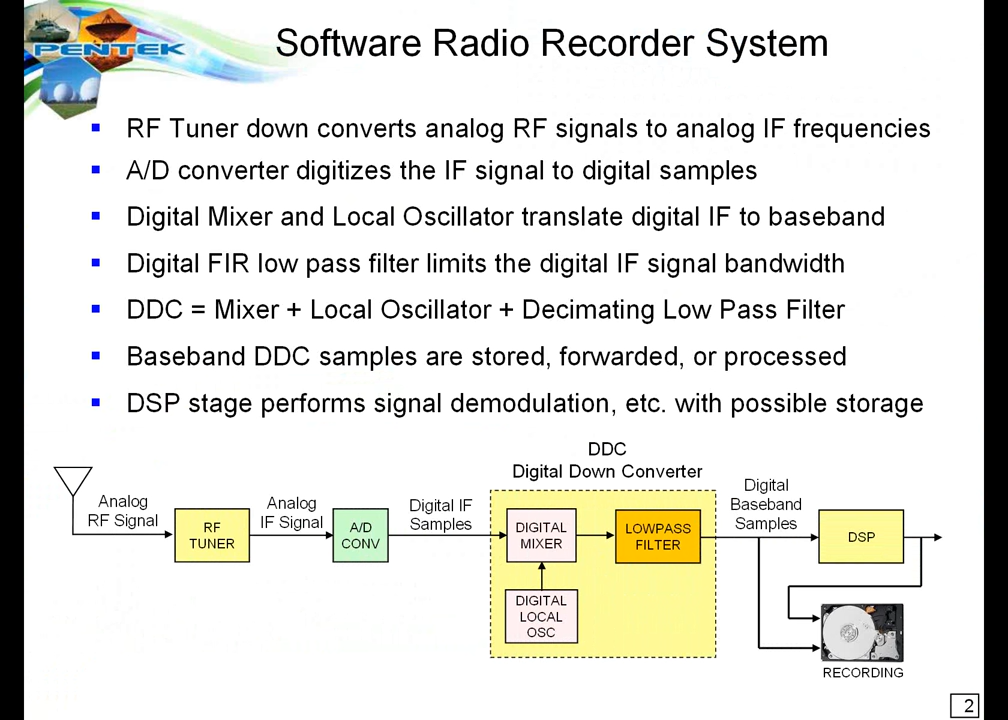 PENTEK
Software Radio Recorder System
RF Tuner down converts analog RF signals to analog IF frequencies
A/D converter digitizes the IF signal to digital samples
Digital Mixer and Local Oscillator translate digital IF to baseband
Digital FIR low pass filter limits the digital IF signal bandwidth
DDC = Mixer + Local Oscillator + Decimating Low Pass Filter
Baseband DDC samples are stored, forwarded, or processed
DSP stage performs signal demodulation, etc. with possible storage
DDC
Digital Down Converter
Analog
RF Signal
RF
TUNER
Analog
IF Signal
A/D
CONV
Digital IF
Samples
DIGITAL
MIXER
DIGITAL
LOCAL
OSC
LOWPASS
FILTER
Digital
Baseband
Samples
DSP
RECORDING
2